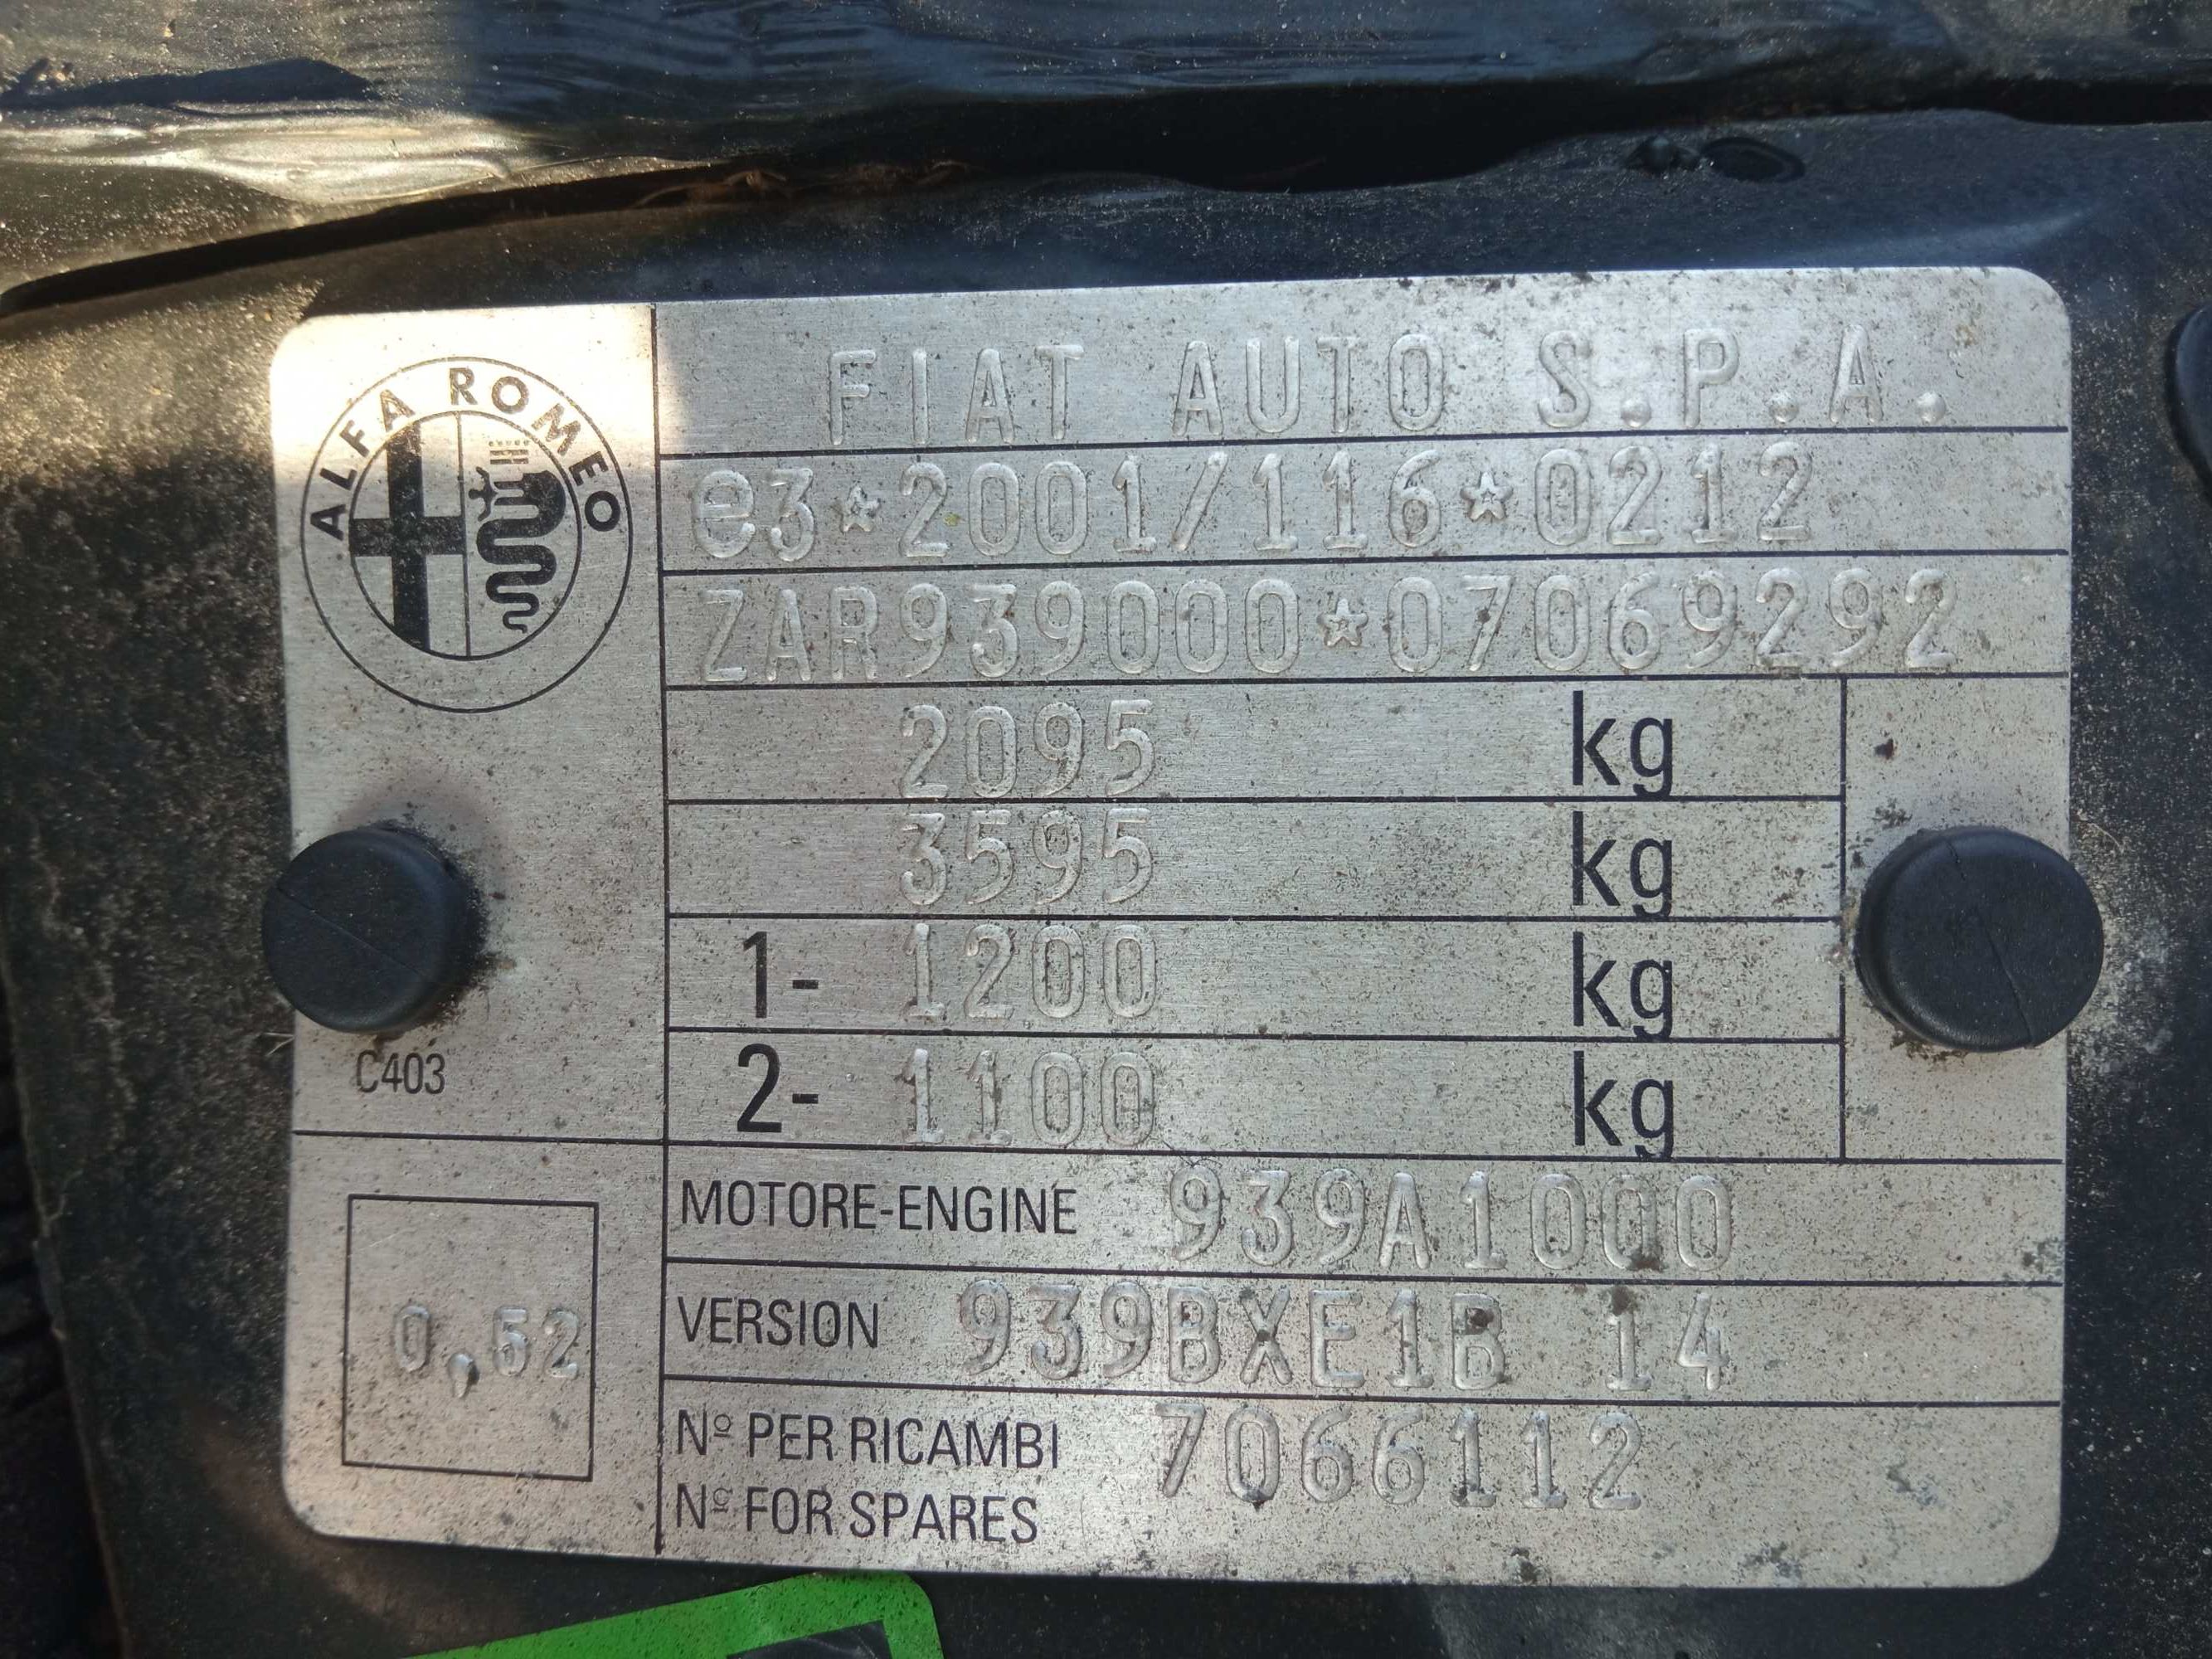 ALFA ROMEO
FIAT AUTO S.P.A.
e3*2001/116*0212
ZAR939000*07069292
2095 kg
3595 kg
1- 1200 kg
2- 1100 kg
C403
MOTORE-ENGINE 939A1000
VERSION 939BXE1B 14
0,52
Nº PER RICAMBI 7066112
Nº FOR SPARES